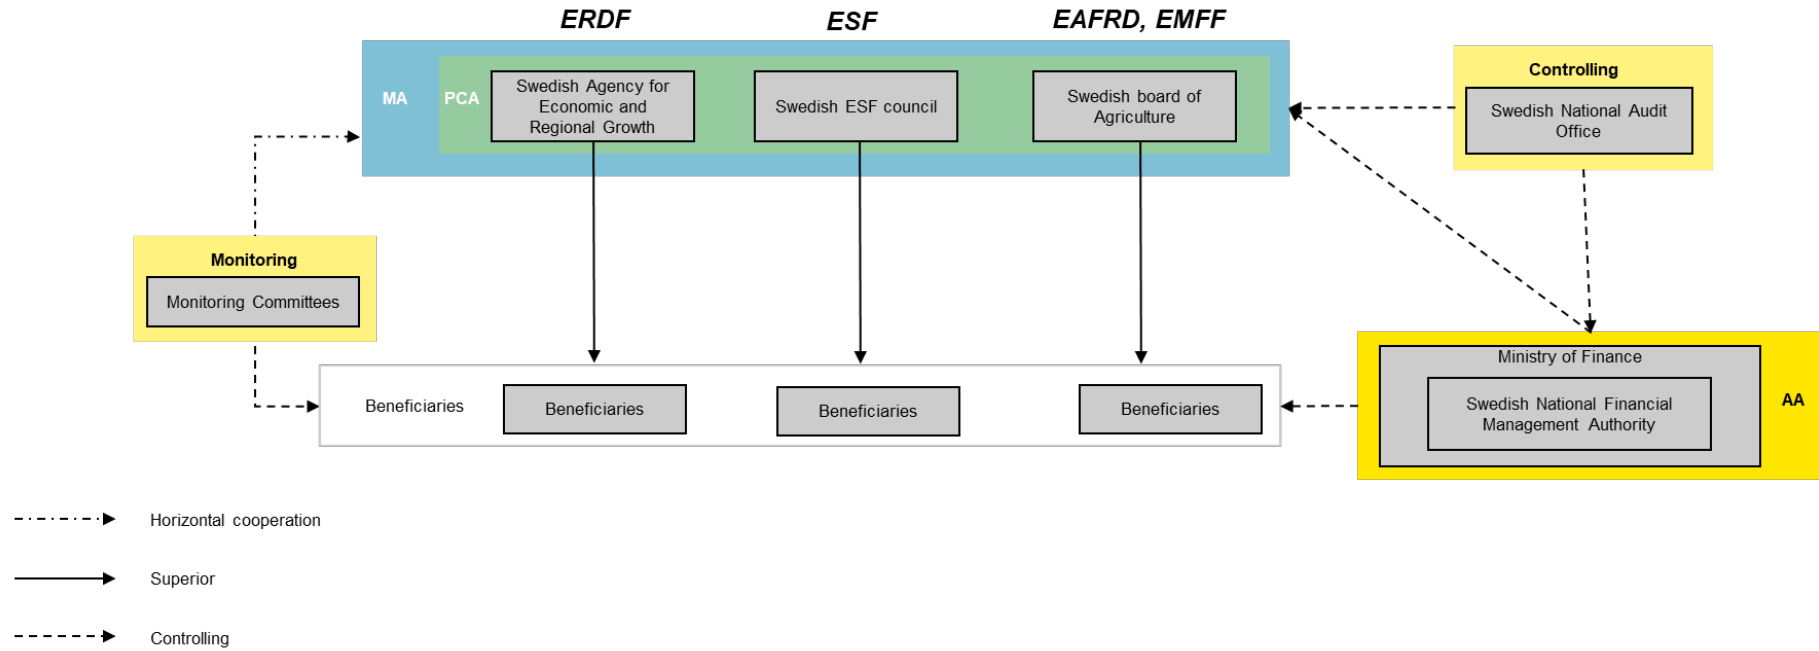 ERDF
ESF
EAFRD, EMFF
MA
PCA
Swedish Agency for
Economic and
Regional Growth
Swedish ESF council
Swedish board of
Agriculture
Controlling
Swedish National Audit
Office
Monitoring
Monitoring Committees
Beneficiaries
Beneficiaries
Beneficiaries
Beneficiaries
Ministry of Finance
Swedish National Financial
Management Authority
AA
Horizontal cooperation
Superior
Controlling